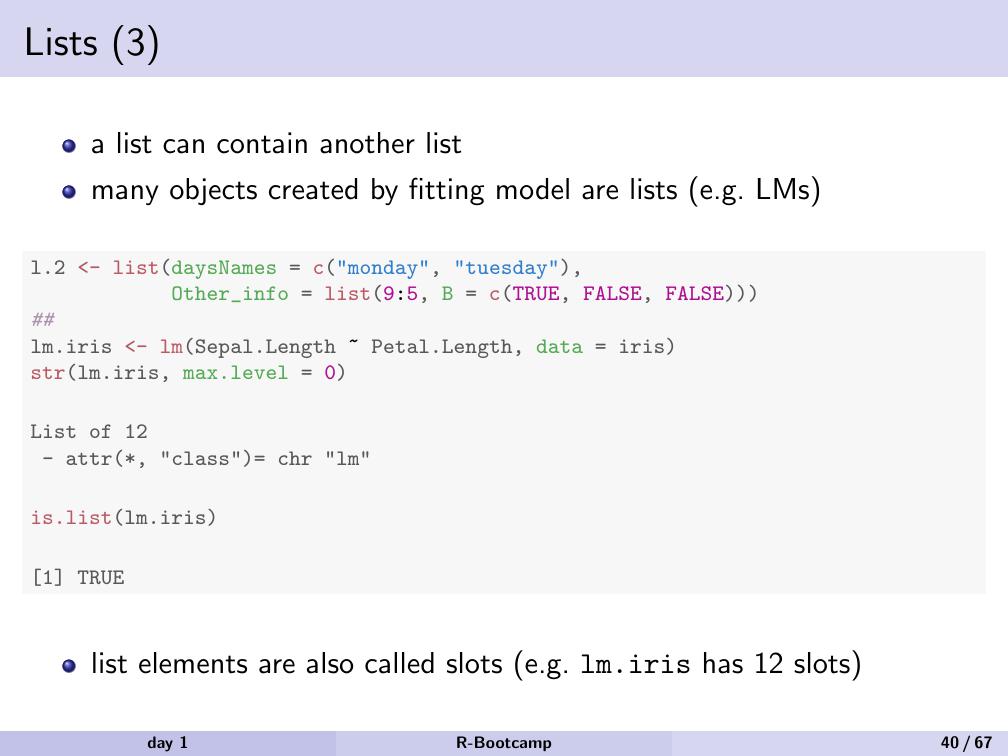 Lists (3)
a list can contain another list
many objects created by fitting model are lists (e.g. LMs)
l.2 <- list(daysNames = c("monday", "tuesday"),
            Other_info = list(9:5, B = c(TRUE, FALSE, FALSE)))
##
lm.iris <- lm(Sepal.Length ~ Petal.Length, data = iris)
str(lm.iris, max.level = 0)
List of 12
 - attr(*, "class")= chr "lm"
is.list(lm.iris)
[1] TRUE
list elements are also called slots (e.g. lm.iris has 12 slots)
day 1 R-Bootcamp 40 / 67